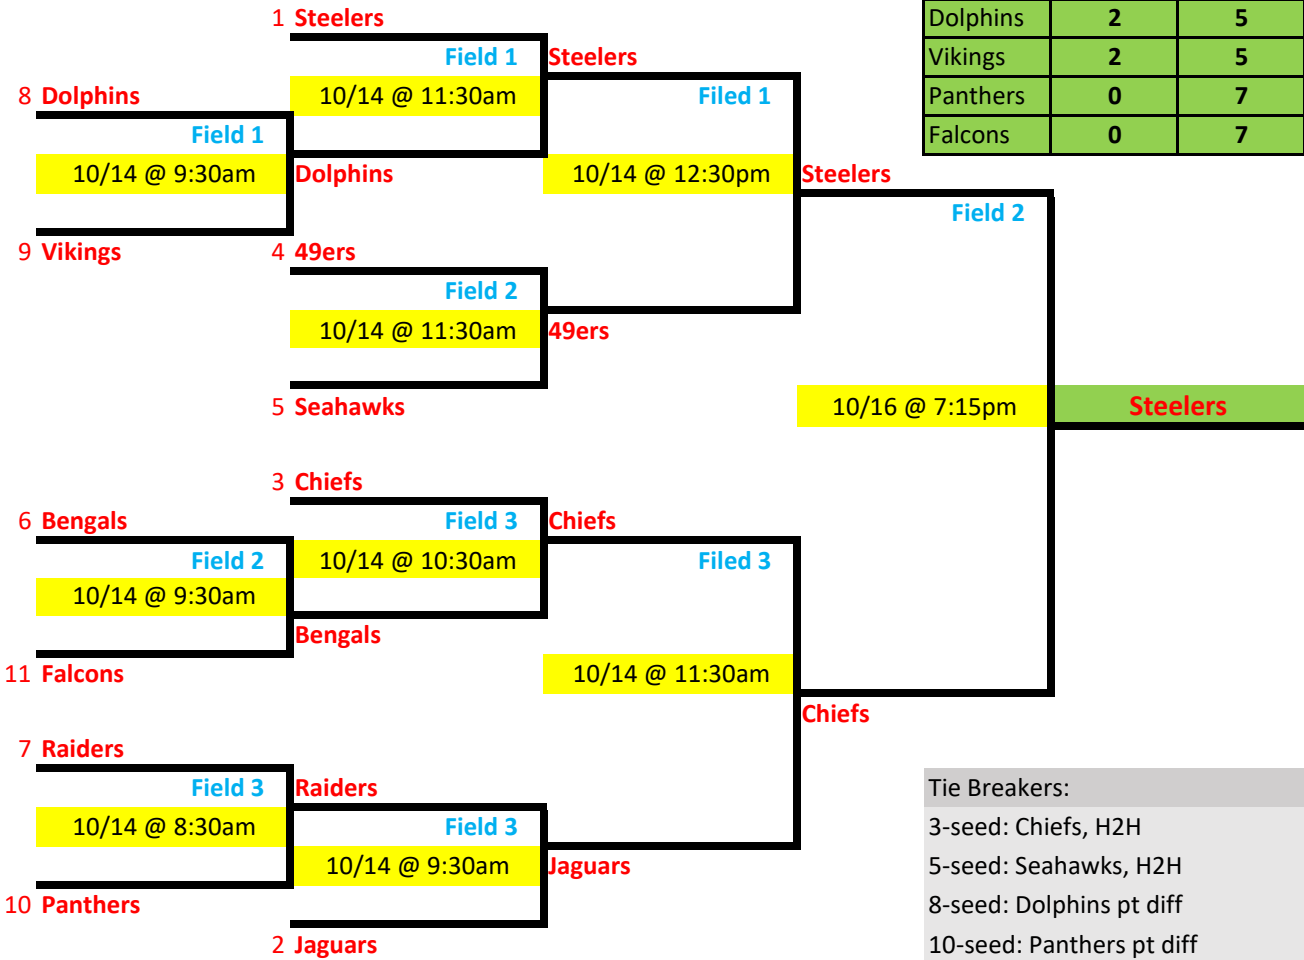 1 Steelers
Dolphins 2 5
Field 1 Steelers
Vikings 2 5
8 Dolphins 10/14 @ 11:30am Filed 1
Panthers 0 7
Field 1
Falcons 0 7
10/14 @ 9:30am Dolphins 10/14 @ 12:30pm Steelers
Field 2
9 Vikings 4 49ers
Field 2
10/14 @ 11:30am 49ers
5 Seahawks 10/16 @ 7:15pm Steelers
3 Chiefs
6 Bengals Field 3 Chiefs
Field 2 10/14 @ 10:30am Filed 3
10/14 @ 9:30am
Bengals
11 Falcons 10/14 @ 11:30am
Chiefs
7 Raiders
Field 3 Raiders
10/14 @ 8:30am Field 3
10/14 @ 9:30am Jaguars
10 Panthers
2 Jaguars
Tie Breakers:
3-seed: Chiefs, H2H
5-seed: Seahawks, H2H
8-seed: Dolphins pt diff
10-seed: Panthers pt diff